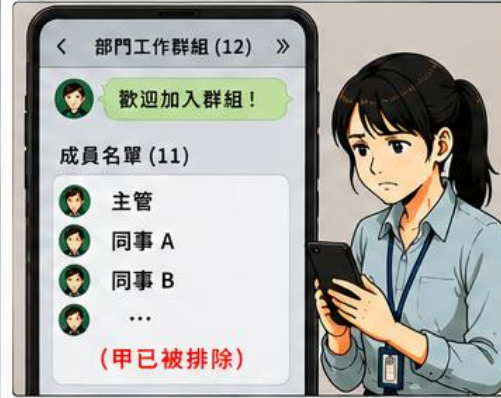 < 部門工作群組 (12) »
歡迎加入群組！
成員名單 (11)
主管
同事 A
同事 B
...
（甲已被排除）